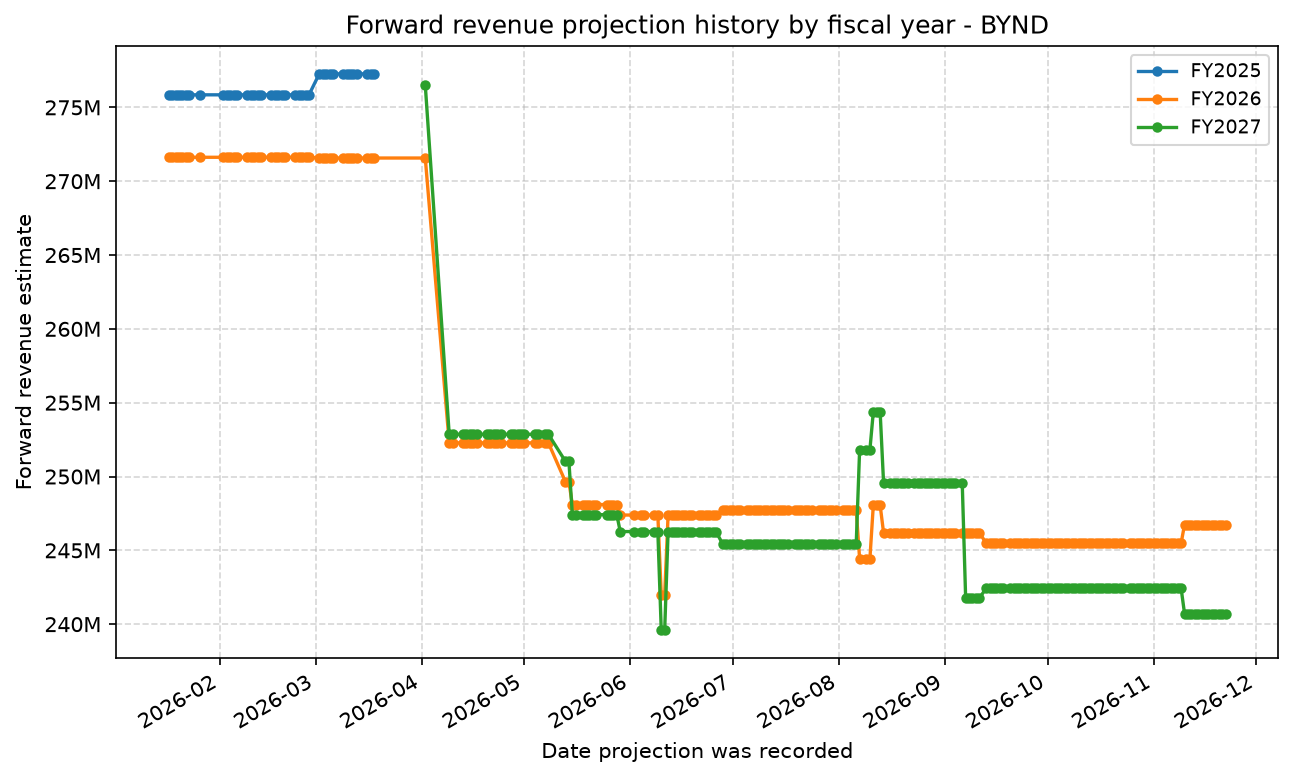 Forward revenue projection history by fiscal year - BYND
FY2025
FY2026
FY2027
275M
270M
265M
260M
255M
250M
245M
240M
Forward revenue estimate
2026-02
2026-03
2026-04
2026-05
2026-06
2026-07
2026-08
2026-09
2026-10
2026-11
2026-12
Date projection was recorded